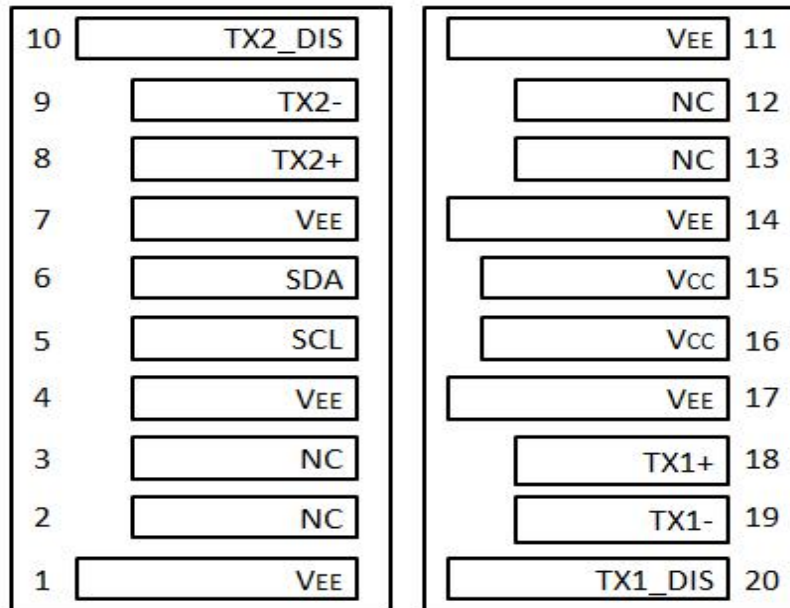 10 TX2_DIS
9 TX2-
8 TX2+
7 VEE
6 SDA
5 SCL
4 VEE
3 NC
2 NC
1 VEE
VEE 11
NC 12
NC 13
VEE 14
VCC 15
VCC 16
VEE 17
TX1+ 18
TX1- 19
TX1_DIS 20